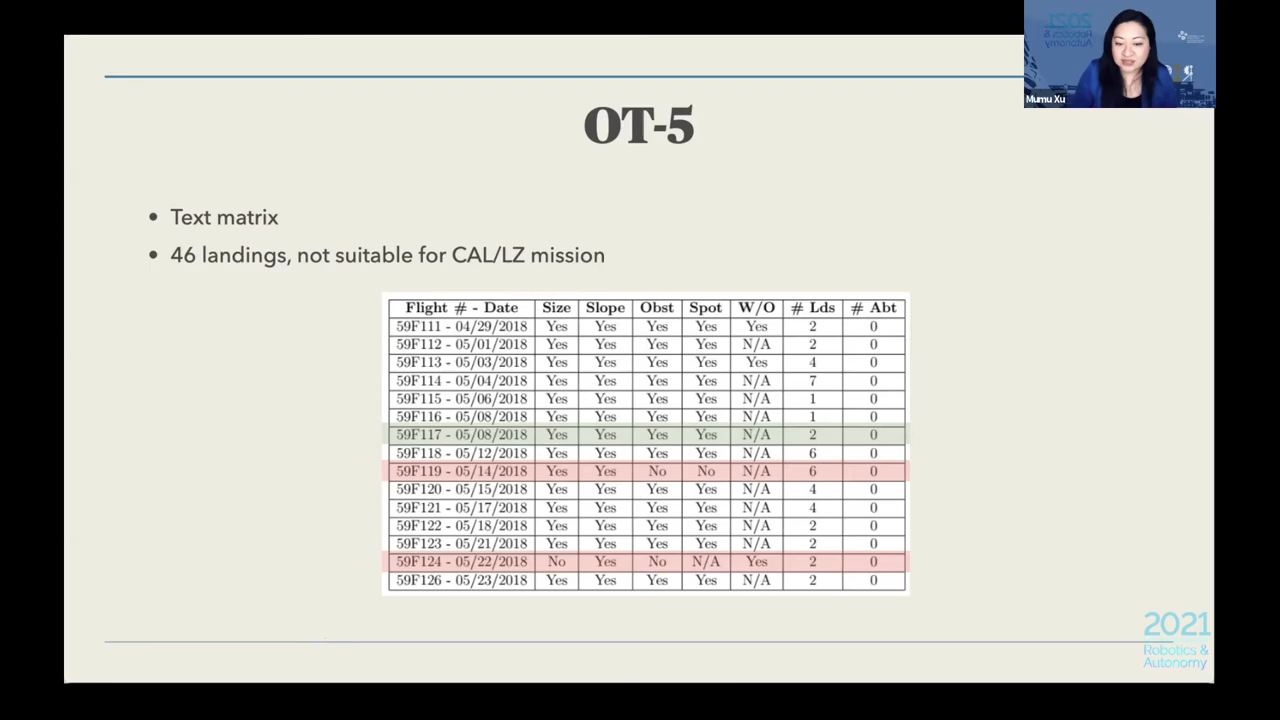 2021
Robotics &
Autonomy
Mumu Xu
OT-5
• Text matrix
• 46 landings, not suitable for CAL/LZ mission
Flight # - Date Size Slope Obst Spot W/O # Lds # Abt
59F111 - 04/29/2018 Yes Yes Yes Yes Yes 2 0
59F112 - 05/01/2018 Yes Yes Yes Yes N/A 2 0
59F113 - 05/03/2018 Yes Yes Yes Yes Yes 4 0
59F114 - 05/04/2018 Yes Yes Yes Yes N/A 7 0
59F115 - 05/06/2018 Yes Yes Yes Yes N/A 1 0
59F116 - 05/08/2018 Yes Yes Yes Yes N/A 1 0
59F117 - 05/08/2018 Yes Yes Yes Yes N/A 2 0
59F118 - 05/12/2018 Yes Yes Yes Yes N/A 6 0
59F119 - 05/14/2018 Yes Yes No No N/A 6 0
59F120 - 05/15/2018 Yes Yes Yes Yes N/A 4 0
59F121 - 05/17/2018 Yes Yes Yes Yes N/A 4 0
59F122 - 05/18/2018 Yes Yes Yes Yes N/A 2 0
59F123 - 05/21/2018 Yes Yes Yes Yes N/A 2 0
59F124 - 05/22/2018 No Yes No N/A Yes 2 0
59F126 - 05/23/2018 Yes Yes Yes Yes N/A 2 0
2021
Robotics &
Autonomy